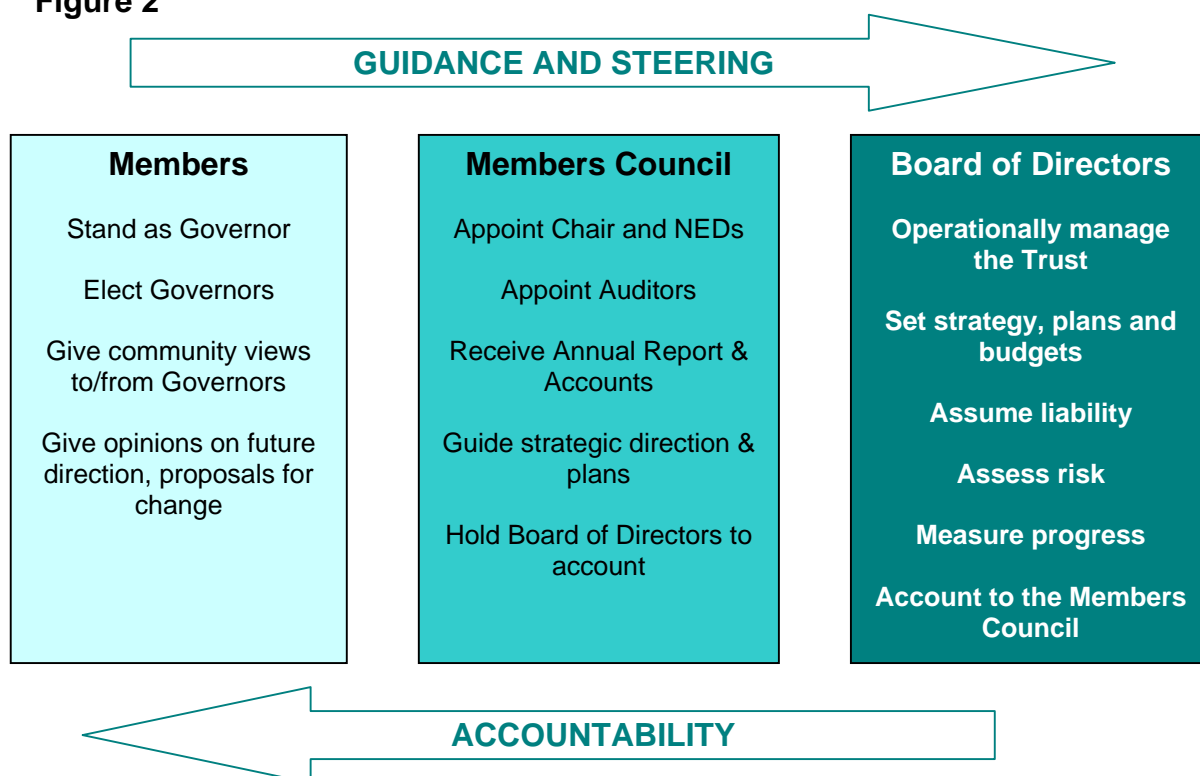 Figure 2
GUIDANCE AND STEERING
Members
Stand as Governor
Elect Governors
Give community views
to/from Governors
Give opinions on future
direction, proposals for
change
Members Council
Appoint Chair and NEDs
Appoint Auditors
Receive Annual Report &
Accounts
Guide strategic direction &
plans
Hold Board of Directors to
account
Board of Directors
Operationally manage
the Trust
Set strategy, plans and
budgets
Assume liability
Assess risk
Measure progress
Account to the Members
Council
ACCOUNTABILITY